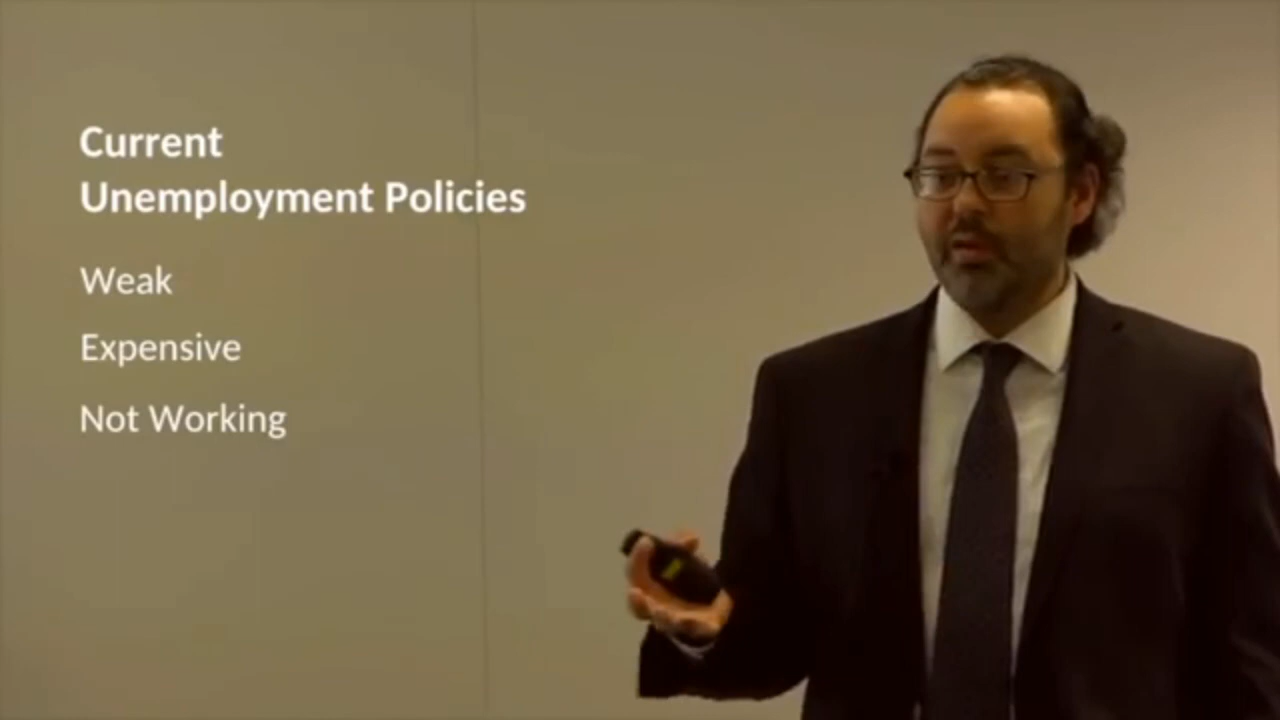 Current
Unemployment Policies
Weak
Expensive
Not Working